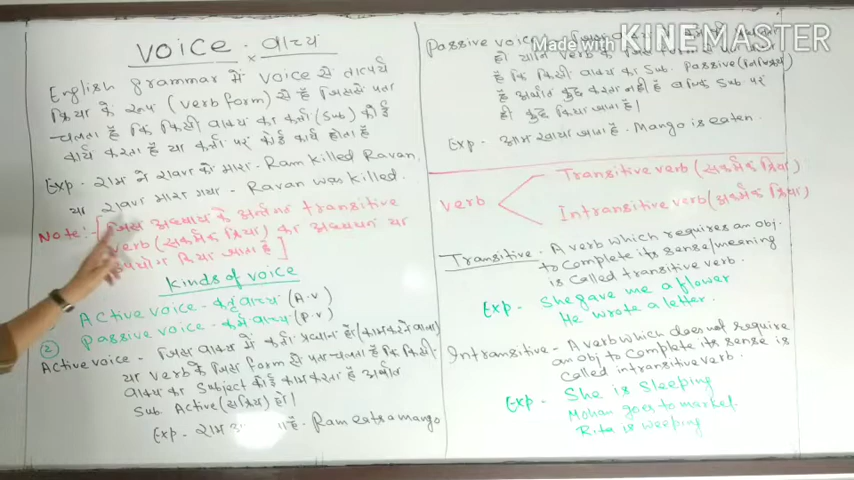 voice - वाच्य
English grammar में voice से तात्पर्य
क्रिया के रूप (verb form) से है जिससे पता
चलता है कि किसी वाक्य का कर्ता (Sub) कोई
कार्य करता है या कर्ता पर कोई कार्य होता है
Exp - राम ने रावण को मारा - Ram killed Ravan.
या रावण मारा गया - Ravan was killed.
Note:- [ इस अध्याय के अन्तर्गत transitive
verb (सकर्मक क्रिया) का अध्ययन या
किया जाता है ]
Kinds of voice
Active voice - कर्तृ वाच्य (A.v)
② Passive voice - कर्म वाच्य (P.v)
Active voice - जिस वाक्य में कर्ता प्रधान हो (काम करने वाला)
या verb के जिस form से पता चलता है कि किसी
वाक्य का Subject कोई काम करता है अर्थात
Sub. Active (सक्रिय) हो।
Exp - राम है - Ram eats a mango
Passive voice -
Made with KINEMASTER
हो यानि verb के जिस form से
है कि किसी वाक्य का Sub. Passive
है अर्थात कुछ करता नहीं है बल्कि Sub. पर
ही कुछ किया जाता है।
Exp - आम खाया जाता है - Mango is eaten.
verb
Transitive verb (सकर्मक क्रिया)
Intransitive verb (अकर्मक क्रिया)
Transitive - A verb which requires an obj.
to complete its sense/meaning
is called transitive verb.
Exp - She gave me a flower
He wrote a letter.
Intransitive - A verb which does not require
an obj to complete its sense is
called intransitive verb.
Exp - She is sleeping
Mohan goes to market.
Rita is weeping